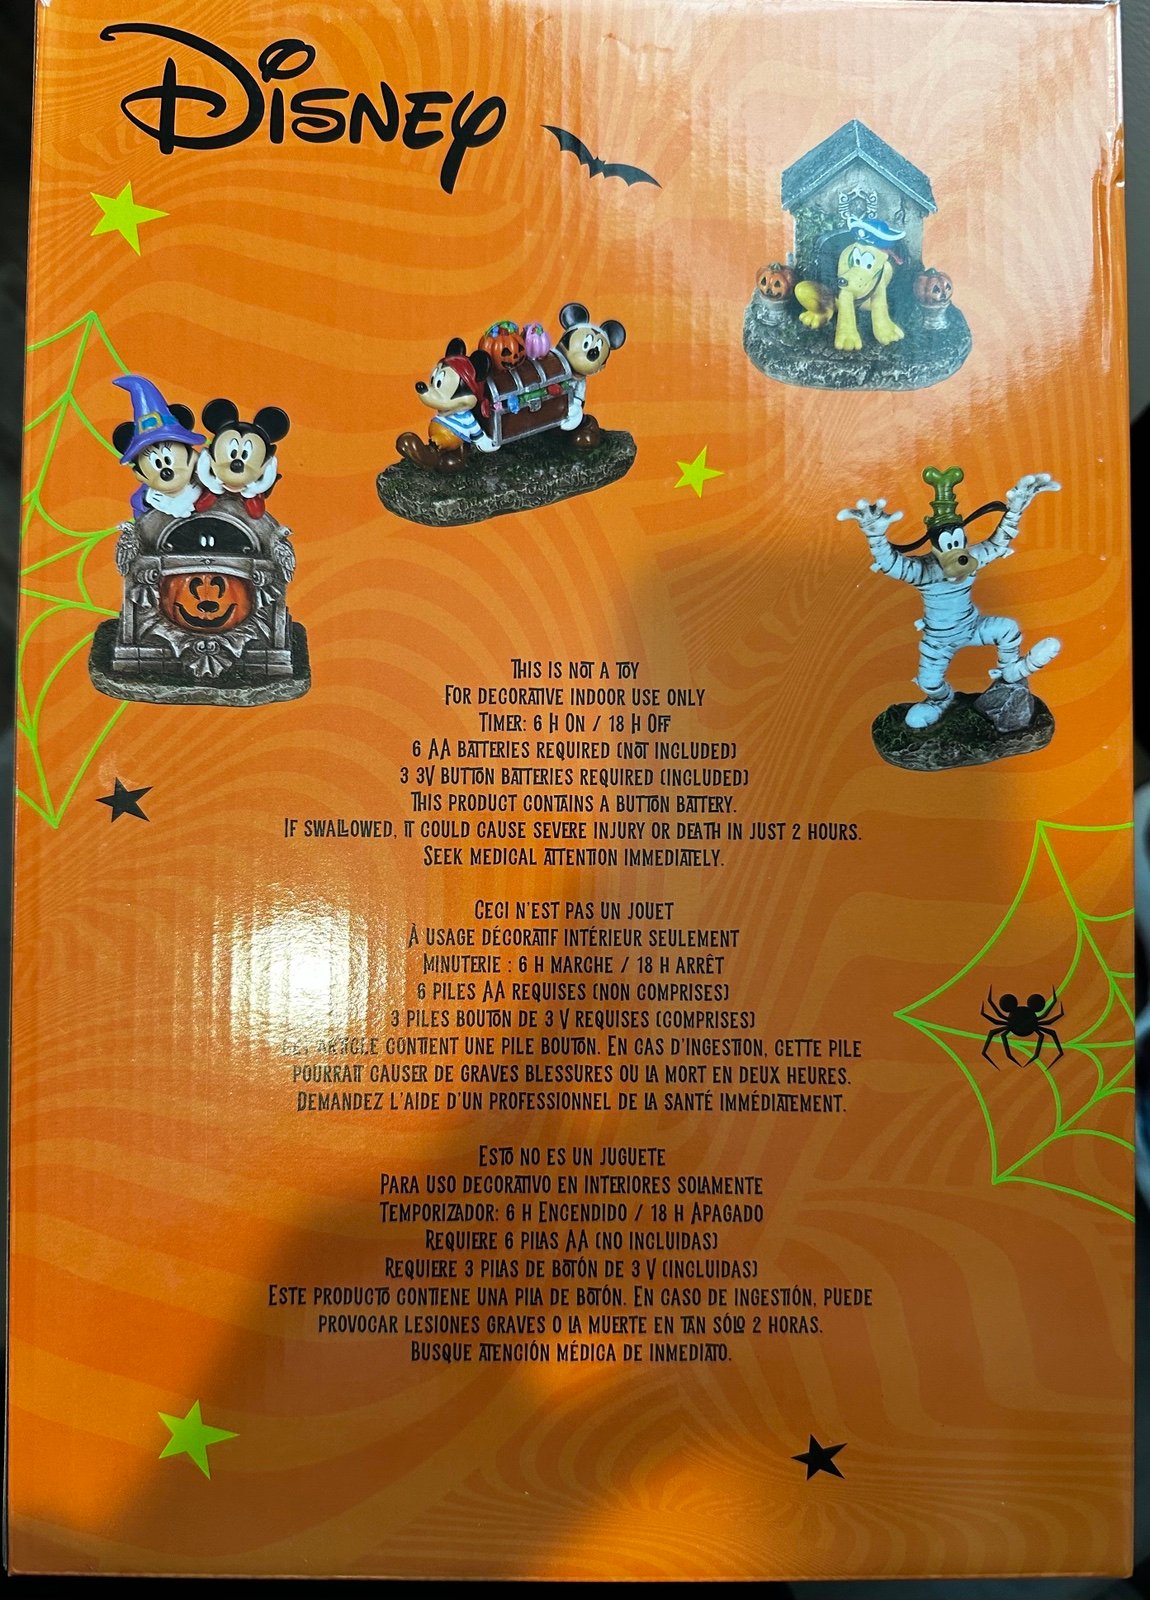 Disney
This is not a toy
For decorative indoor use only
Timer: 6 H On / 18 H Off
6 AA batteries required (not included)
3 3V button batteries required (included)
This product contains a button battery.
If swallowed, it could cause severe injury or death in just 2 hours.
Seek medical attention immediately.
Ceci n'est pas un jouet
À usage décoratif intérieur seulement
Minuterie : 6 H marche / 18 H arrêt
6 piles AA requises (non comprises)
3 piles bouton de 3 V requises (comprises)
Cet article contient une pile bouton. En cas d'ingestion, cette pile
pourrait causer de graves blessures ou la mort en deux heures.
Demandez l'aide d'un professionnel de la santé immédiatement.
Esto no es un juguete
Para uso decorativo en interiores solamente
Temporizador: 6 H Encendido / 18 H Apagado
Requiere 6 pilas AA (no incluidas)
Requiere 3 pilas de botón de 3 V (incluidas)
Este producto contiene una pila de botón. En caso de ingestión, puede
provocar lesiones graves o la muerte en tan sólo 2 horas.
Busque atención médica de inmediato.